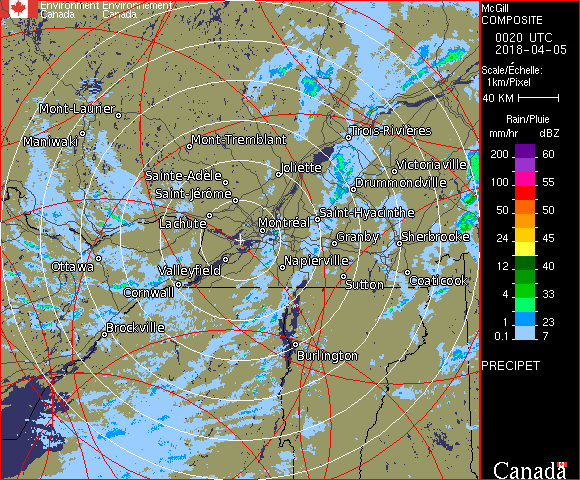 Environment Environnement
Canada Canada
McGill
COMPOSITE
0020 UTC
2018-04-05
Scale/Échelle:
1km/Pixel
40 KM
Rain/Pluie
mm/hr dBZ
200 60
100 55
50 50
24 45
12 40
4 33
1 23
0.1 7
PRECIPET
Canada
Mont-Laurier
Maniwaki
Mont-Tremblant
Trois-Rivières
Joliette
Victoriaville
Sainte-Adèle
Drummondville
Saint-Jérôme
Saint-Hyacinthe
Lachute
Montréal
Granby
Sherbrooke
Ottawa
Valleyfield
Napierville
Coaticook
Cornwall
Sutton
Brockville
Burlington